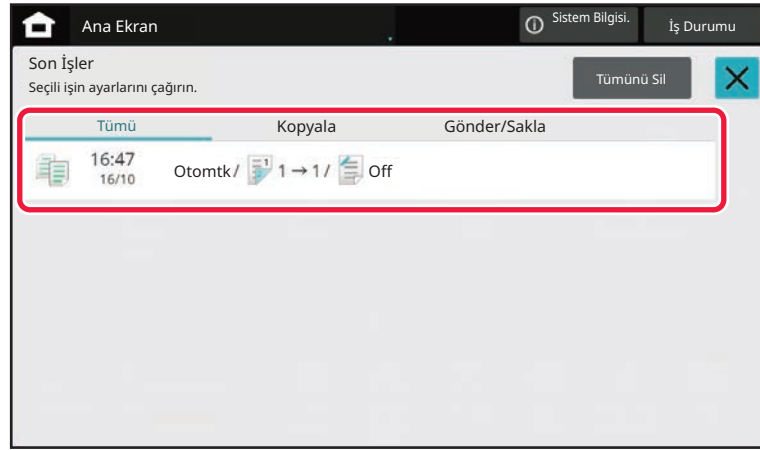 Ana Ekran
Sistem Bilgisi.
İş Durumu
Son İşler
Seçili işin ayarlarını çağırın.
Tümünü Sil
Tümü Kopyala Gönder/Sakla
16:47
16/10
Otomtk / 1 1 → 1 / Off